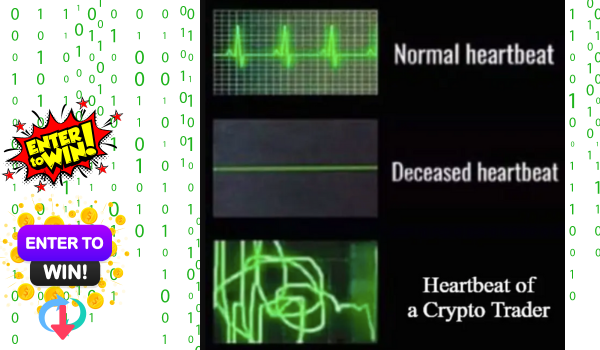 ENTER
to WIN!
ENTER TO
WIN!
Normal heartbeat
Deceased heartbeat
Heartbeat of
a Crypto Trader